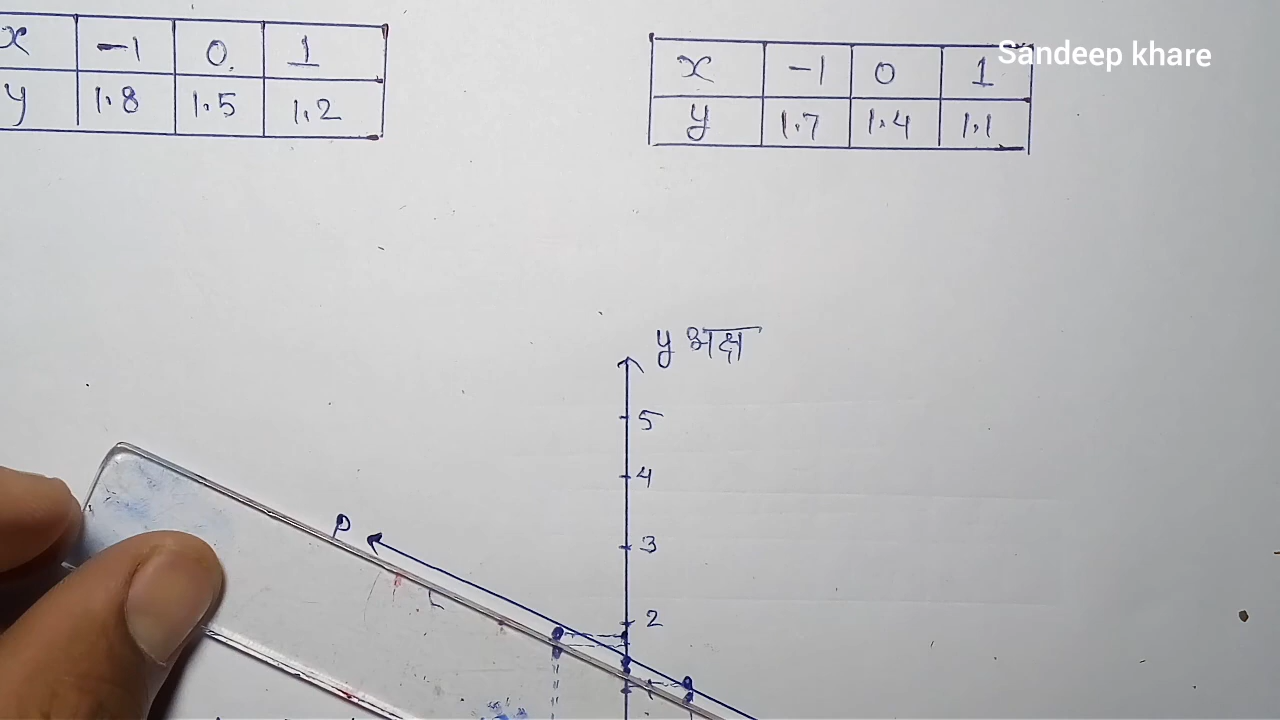 x -1 0 1
y 1.8 1.5 1.2
Sandeep khare
x -1 0 1
y 1.7 1.4 1.1
y अक्ष
5
4
P
3
L
2